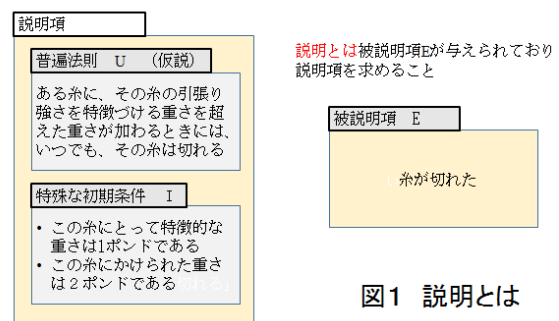 説明項
普遍法則　U　（仮説）
ある糸に、その糸の引張り
強さを特徴づける重さを超
えた重さが加わるときには、
いつでも、その糸は切れる
特殊な初期条件　I
• この糸にとって特徴的な
重さは1ポンドである
• この糸にかけられた重さ
は２ポンドである
説明とは被説明項Eが与えられており
説明項を求めること
被説明項　E
糸が切れた
図1　説明とは